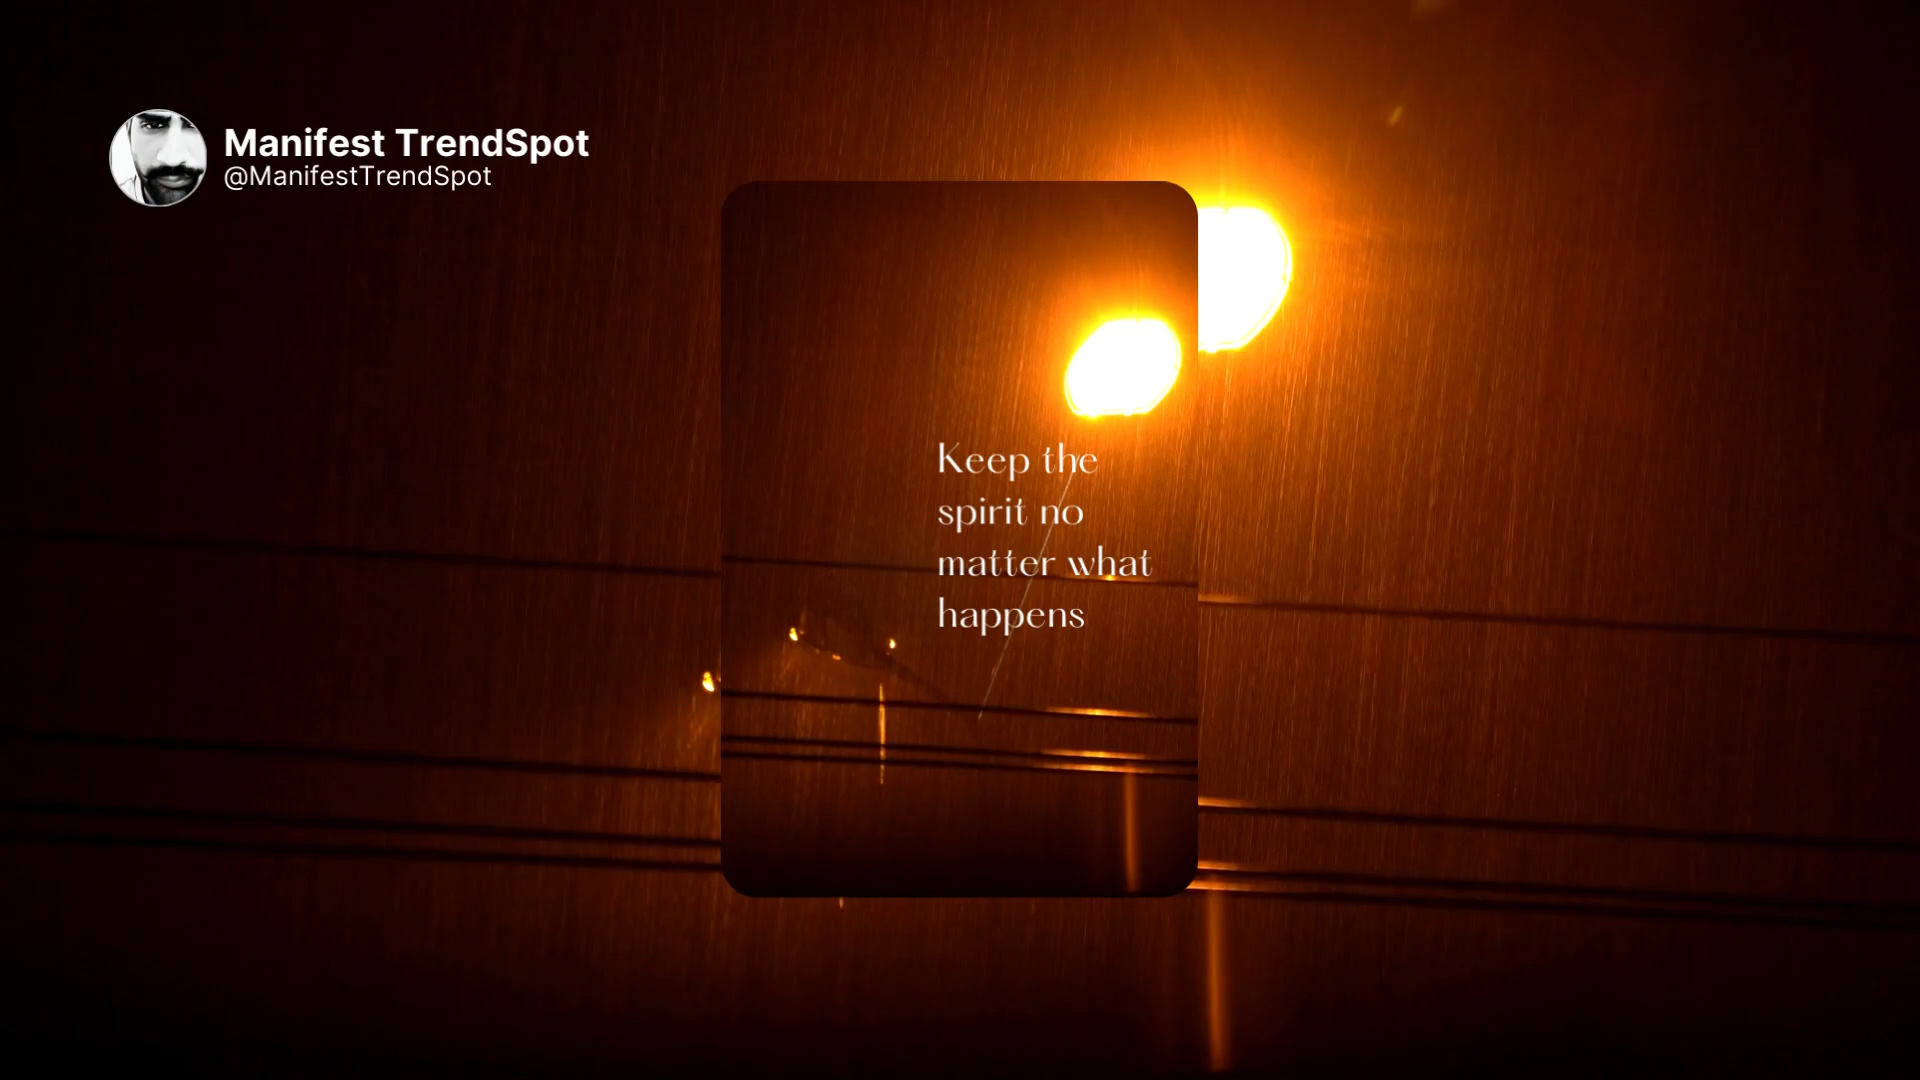 Manifest TrendSpot
@ManifestTrendSpot
Keep the
spirit no
matter what
happens